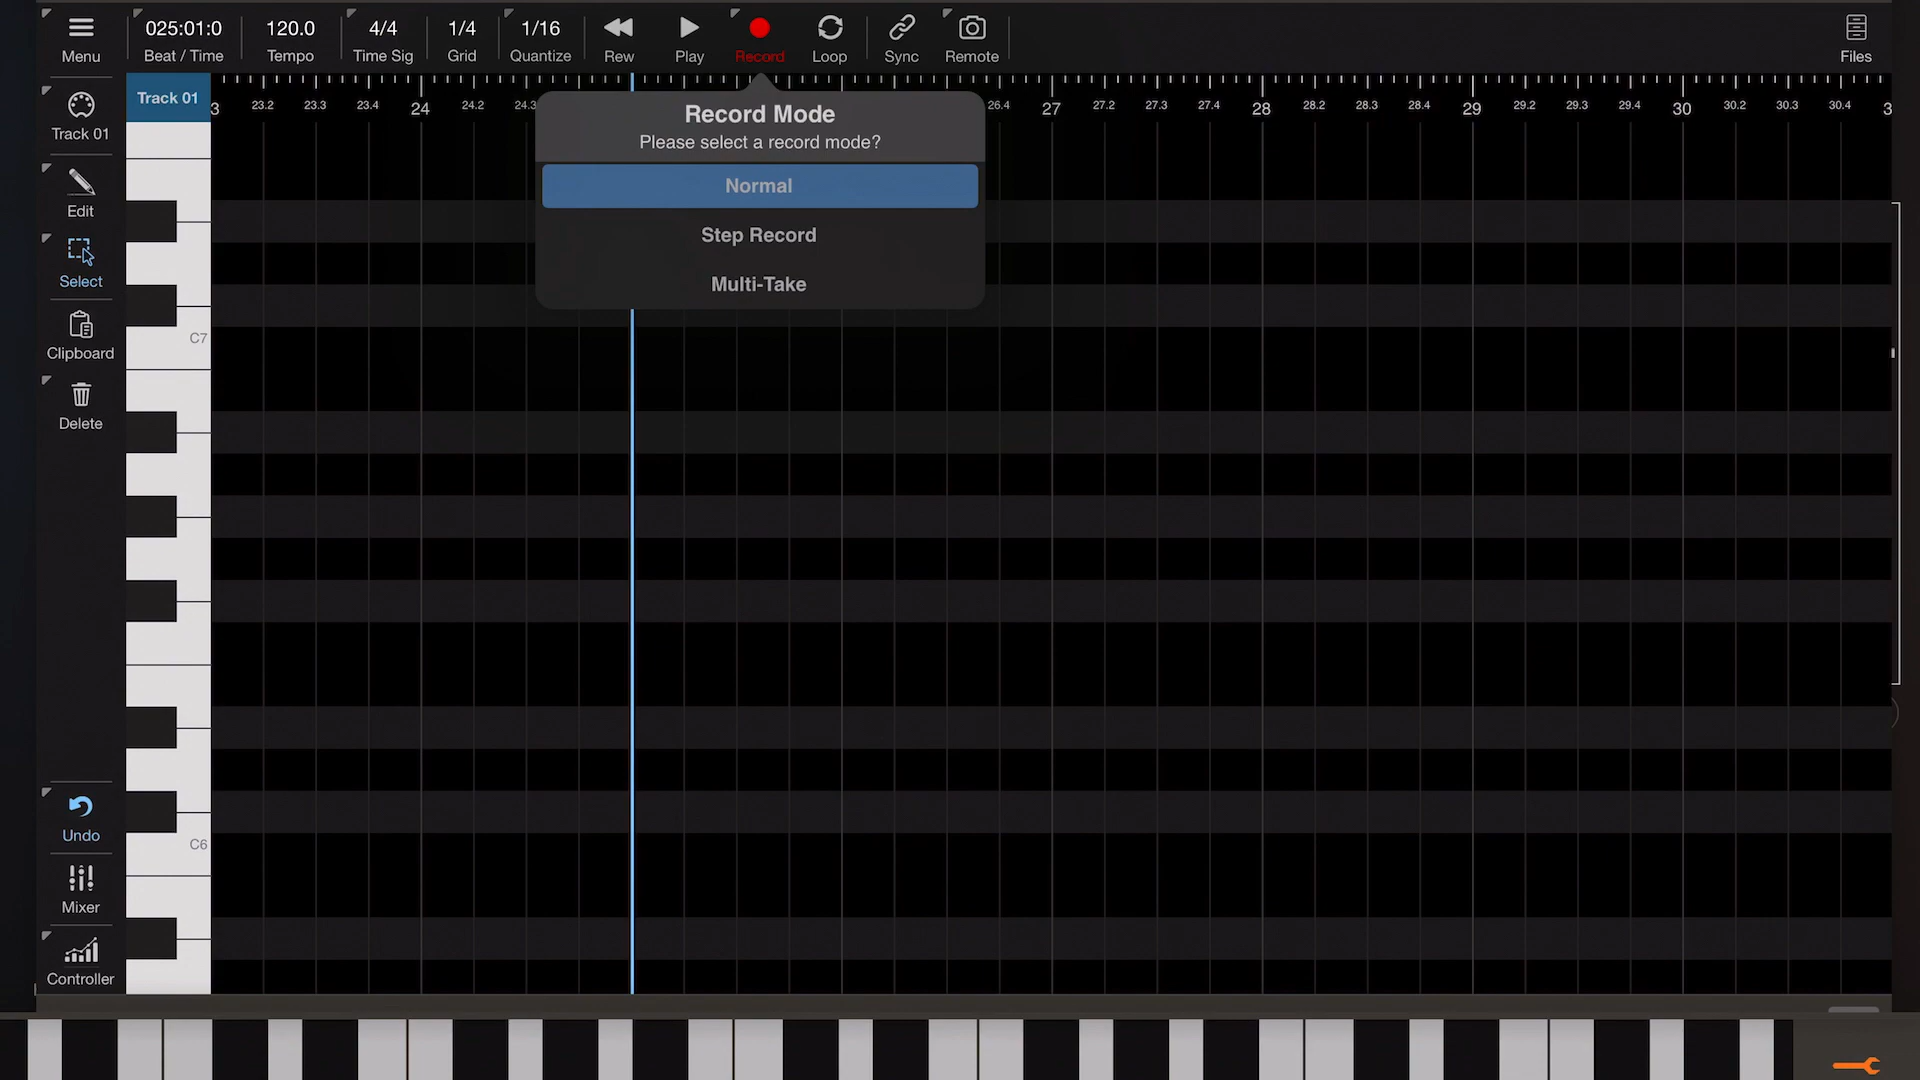 025:01:0 120.0 4/4 1/4 1/16
Menu Beat / Time Tempo Time Sig Grid Quantize Rew Play Record Loop Sync Remote Files
Track 01 3 23.2 23.3 23.4 24 24.2 24.3 26.4 27 27.2 27.3 27.4 28 28.2 28.3 28.4 29 29.2 29.3 29.4 30 30.2 30.3 30.4 3
Record Mode
Please select a record mode?
Normal
Step Record
Multi-Take
Track 01
Edit
Select
Clipboard
Delete
Undo
Mixer
Controller
C7
C6